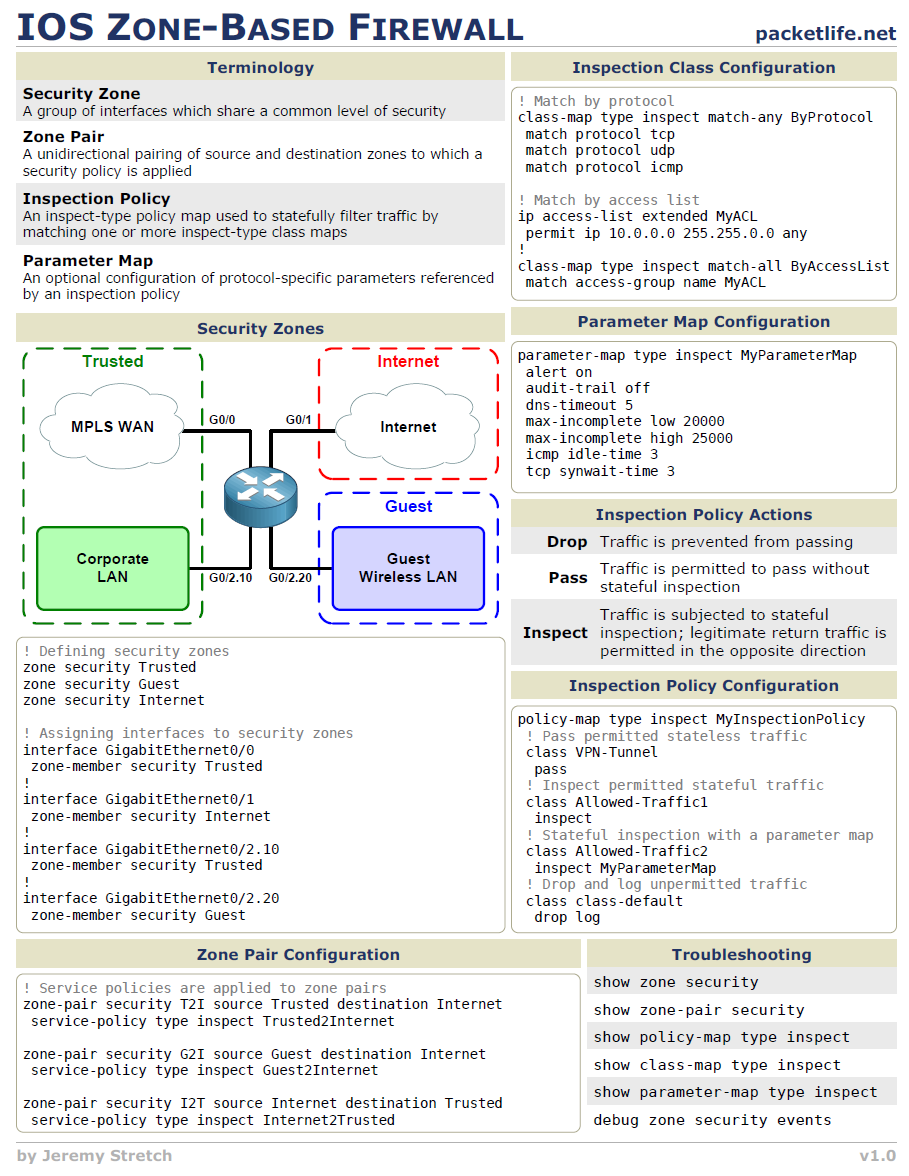 IOS ZONE-BASED FIREWALL
packetlife.net
Terminology
Security Zone
A group of interfaces which share a common level of security
Zone Pair
A unidirectional pairing of source and destination zones to which a
security policy is applied
Inspection Policy
An inspect-type policy map used to statefully filter traffic by
matching one or more inspect-type class maps
Parameter Map
An optional configuration of protocol-specific parameters referenced
by an inspection policy
Security Zones
Trusted
Internet
MPLS WAN
G0/0
G0/1
Internet
Guest
Corporate
LAN
G0/2.10
G0/2.20
Guest
Wireless LAN
! Defining security zones
zone security Trusted
zone security Guest
zone security Internet
! Assigning interfaces to security zones
interface GigabitEthernet0/0
zone-member security Trusted
!
interface GigabitEthernet0/1
zone-member security Internet
!
interface GigabitEthernet0/2.10
zone-member security Trusted
!
interface GigabitEthernet0/2.20
zone-member security Guest
Inspection Class Configuration
! Match by protocol
class-map type inspect match-any ByProtocol
match protocol tcp
match protocol udp
match protocol icmp
! Match by access list
ip access-list extended MyACL
permit ip 10.0.0.0 255.255.0.0 any
!
class-map type inspect match-all ByAccessList
match access-group name MyACL
Parameter Map Configuration
parameter-map type inspect MyParameterMap
alert on
audit-trail off
dns-timeout 5
max-incomplete low 20000
max-incomplete high 25000
icmp idle-time 3
tcp synwait-time 3
Inspection Policy Actions
Drop Traffic is prevented from passing
Pass Traffic is permitted to pass without
stateful inspection
Inspect Traffic is subjected to stateful
inspection; legitimate return traffic is
permitted in the opposite direction
Inspection Policy Configuration
policy-map type inspect MyInspectionPolicy
! Pass permitted stateless traffic
class VPN-Tunnel
pass
! Inspect permitted stateful traffic
class Allowed-Traffic1
inspect
! Stateful inspection with a parameter map
class Allowed-Traffic2
inspect MyParameterMap
! Drop and log unpermitted traffic
class class-default
drop log
Zone Pair Configuration
! Service policies are applied to zone pairs
zone-pair security T2I source Trusted destination Internet
service-policy type inspect Trusted2Internet
zone-pair security G2I source Guest destination Internet
service-policy type inspect Guest2Internet
zone-pair security I2T source Internet destination Trusted
service-policy type inspect Internet2Trusted
Troubleshooting
show zone security
show zone-pair security
show policy-map type inspect
show class-map type inspect
show parameter-map type inspect
debug zone security events
by Jeremy Stretch
v1.0